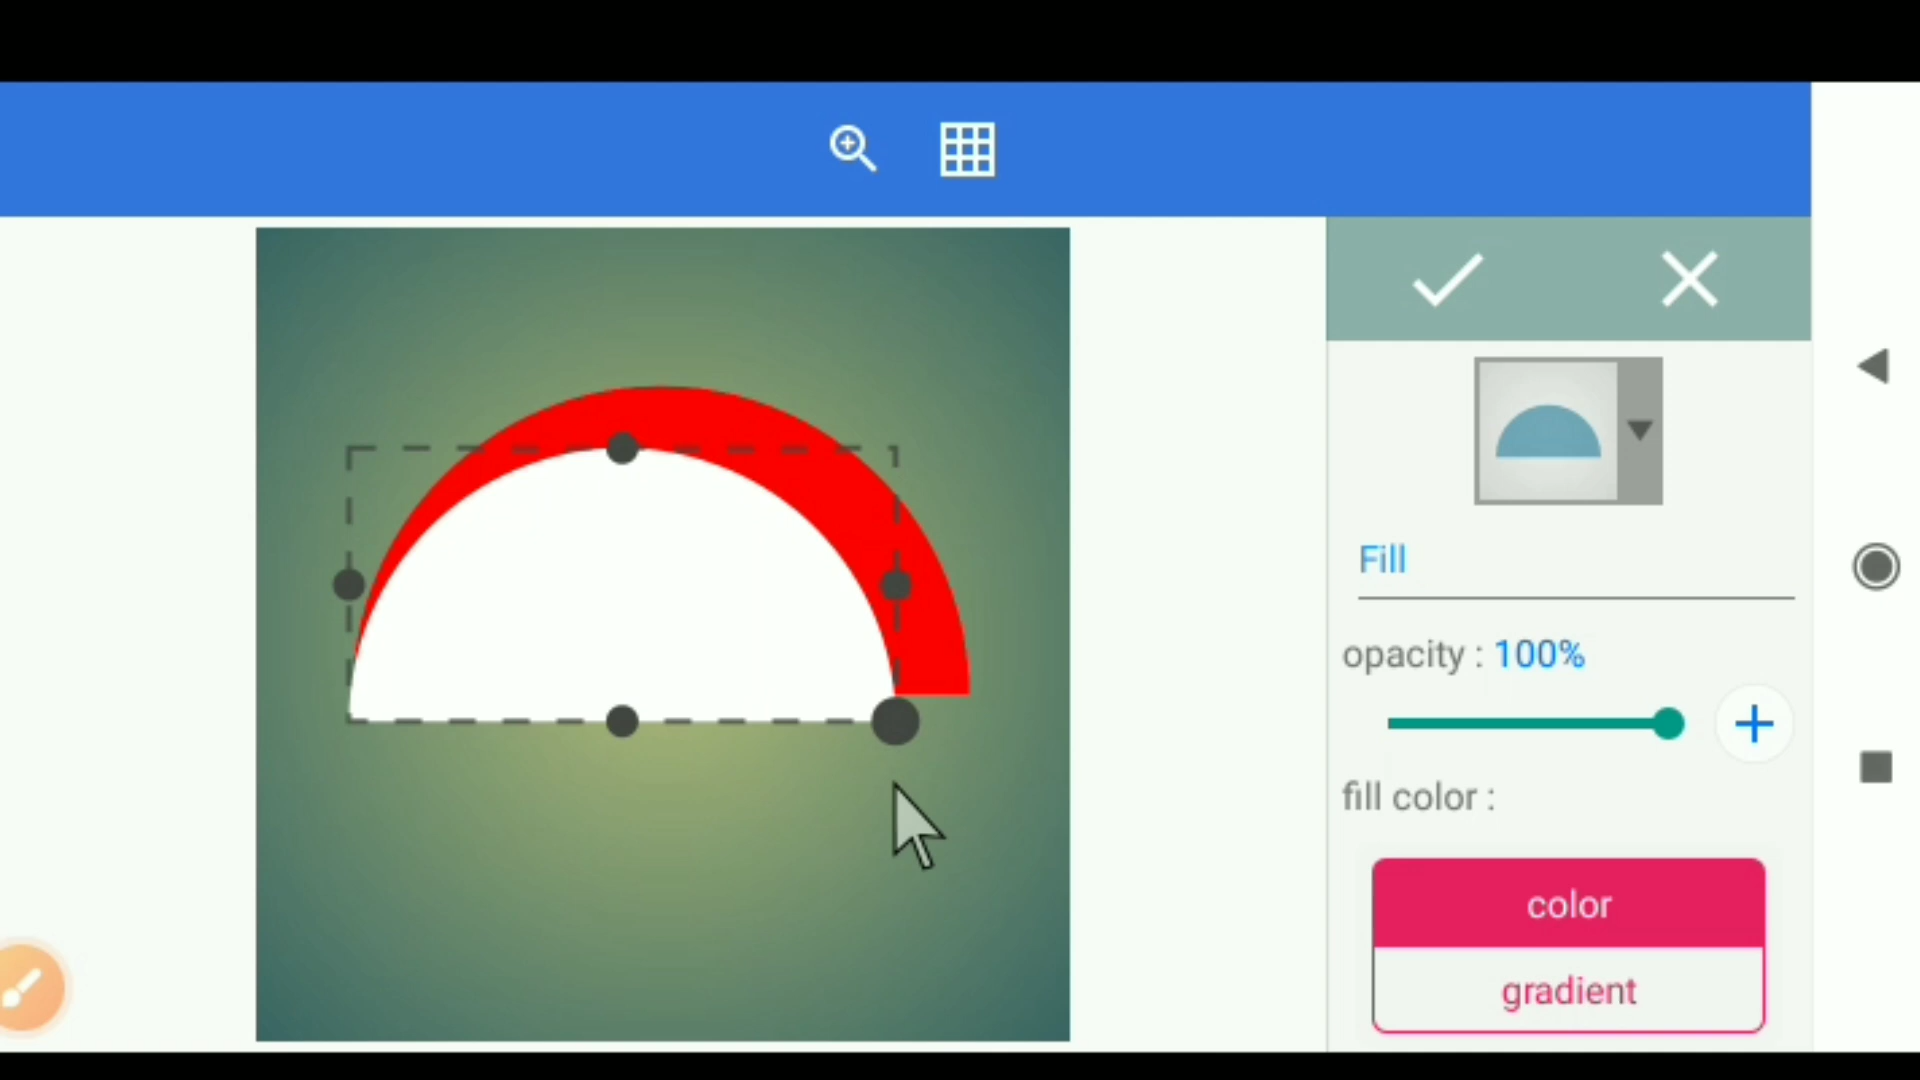 Fill
opacity : 100%
fill color :
color
gradient